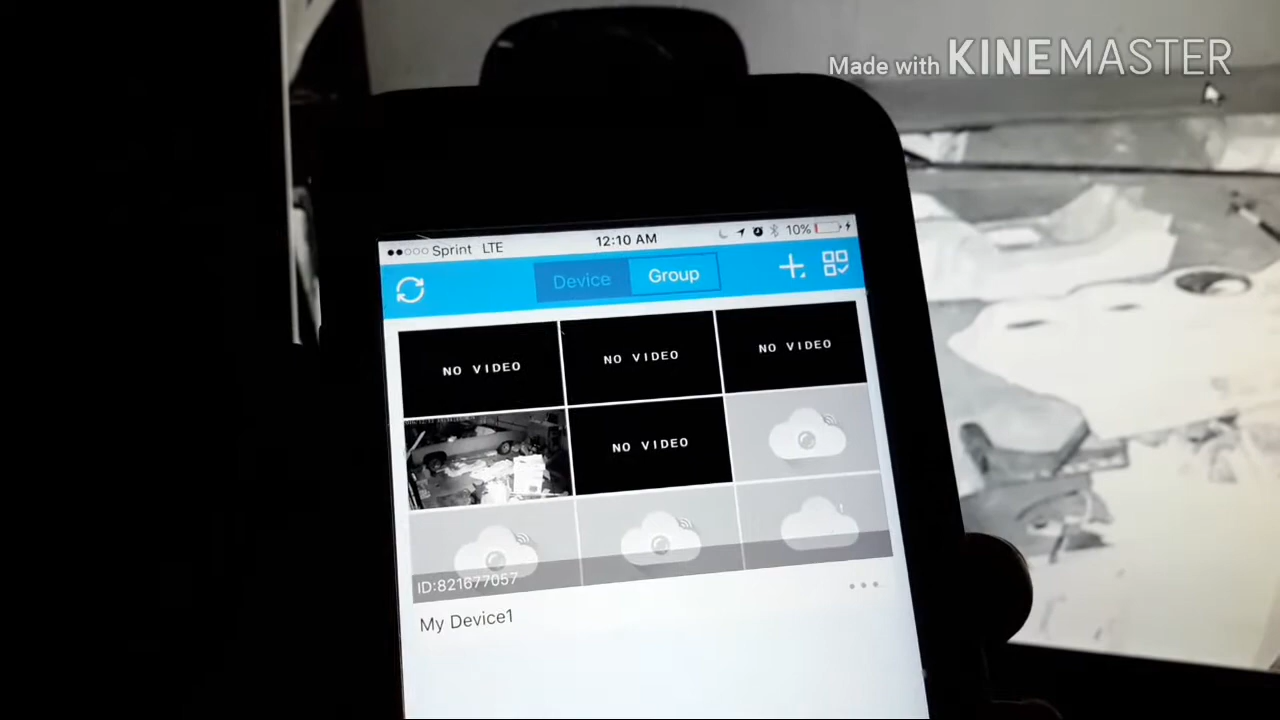 Made with KINEMASTER
Sprint LTE 12:10 AM 10%
Device Group
NO VIDEO NO VIDEO NO VIDEO
NO VIDEO
ID:821677057
My Device1